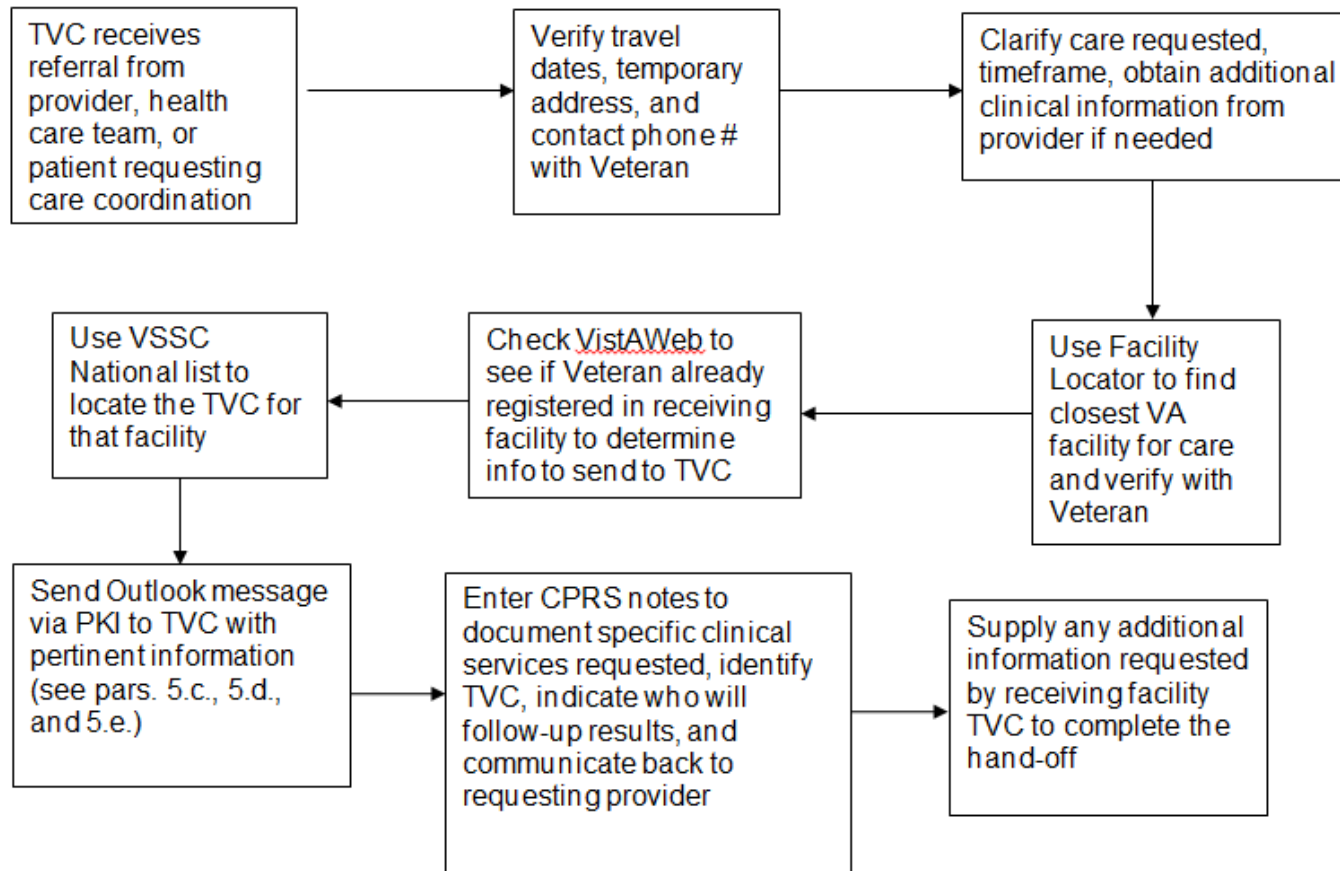 TVC receives
referral from
provider, health
care team, or
patient requesting
care coordination
Verify travel
dates, temporary
address, and
contact phone #
with Veteran
Clarify care requested,
timeframe, obtain additional
clinical information from
provider if needed
Use Facility
Locator to find
closest VA
facility for care
and verify with
Veteran
Check VistAWeb to
see if Veteran already
registered in receiving
facility to determine
info to send to TVC
Use VSSC
National list to
locate the TVC for
that facility
Send Outlook message
via PKI to TVC with
pertinent information
(see pars. 5.c., 5.d.,
and 5.e.)
Enter CPRS notes to
document specific clinical
services requested, identify
TVC, indicate who will
follow-up results, and
communicate back to
requesting provider
Supply any additional
information requested
by receiving facility
TVC to complete the
hand-off